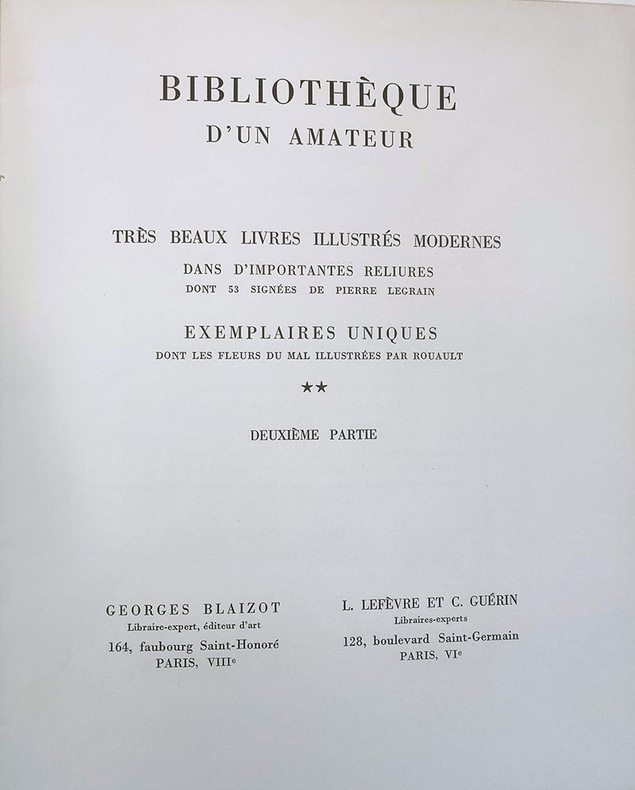 BIBLIOTHÈQUE
D'UN AMATEUR
TRÈS BEAUX LIVRES ILLUSTRÉS MODERNES
DANS D'IMPORTANTES RELIURES
DONT 53 SIGNÉES DE PIERRE LEGRAIN
EXEMPLAIRES UNIQUES
DONT LES FLEURS DU MAL ILLUSTRÉES PAR ROUAULT
★★
DEUXIÈME PARTIE
GEORGES BLAIZOT
Libraire-expert, éditeur d'art
164, faubourg Saint-Honoré
PARIS, VIIIe
L. LEFÈVRE ET C. GUÉRIN
Libraires-experts
128, boulevard Saint-Germain
PARIS, VIe